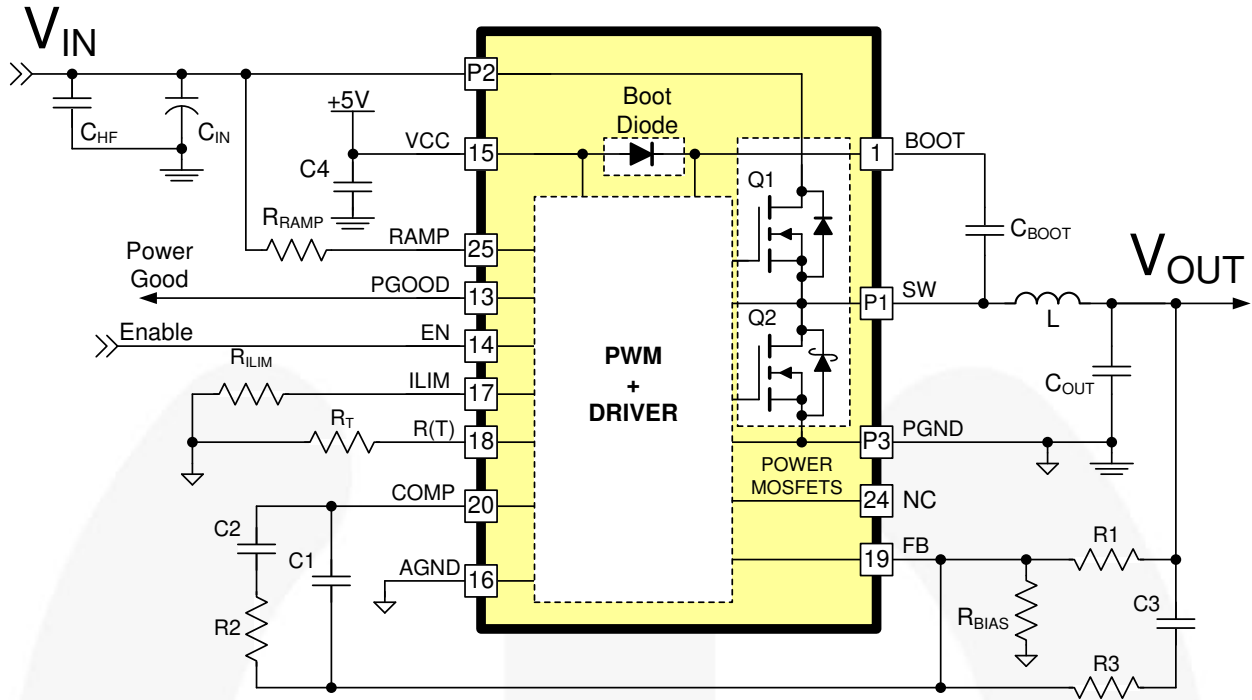 VIN
P2
Boot
Diode
+5V
CHF
CIN
VCC
15
1
BOOT
C4
Q1
RRAMP
RAMP
25
CBOOT
Power
Good
PGOOD
13
VOUT
P1
SW
L
Enable
EN
14
Q2
PWM
+
DRIVER
RILIM
ILIM
17
COUT
RT
R(T)
18
P3
PGND
POWER
MOSFETS
COMP
20
24
NC
C2
C1
19
FB
R1
AGND
16
R2
RBIAS
C3
R3